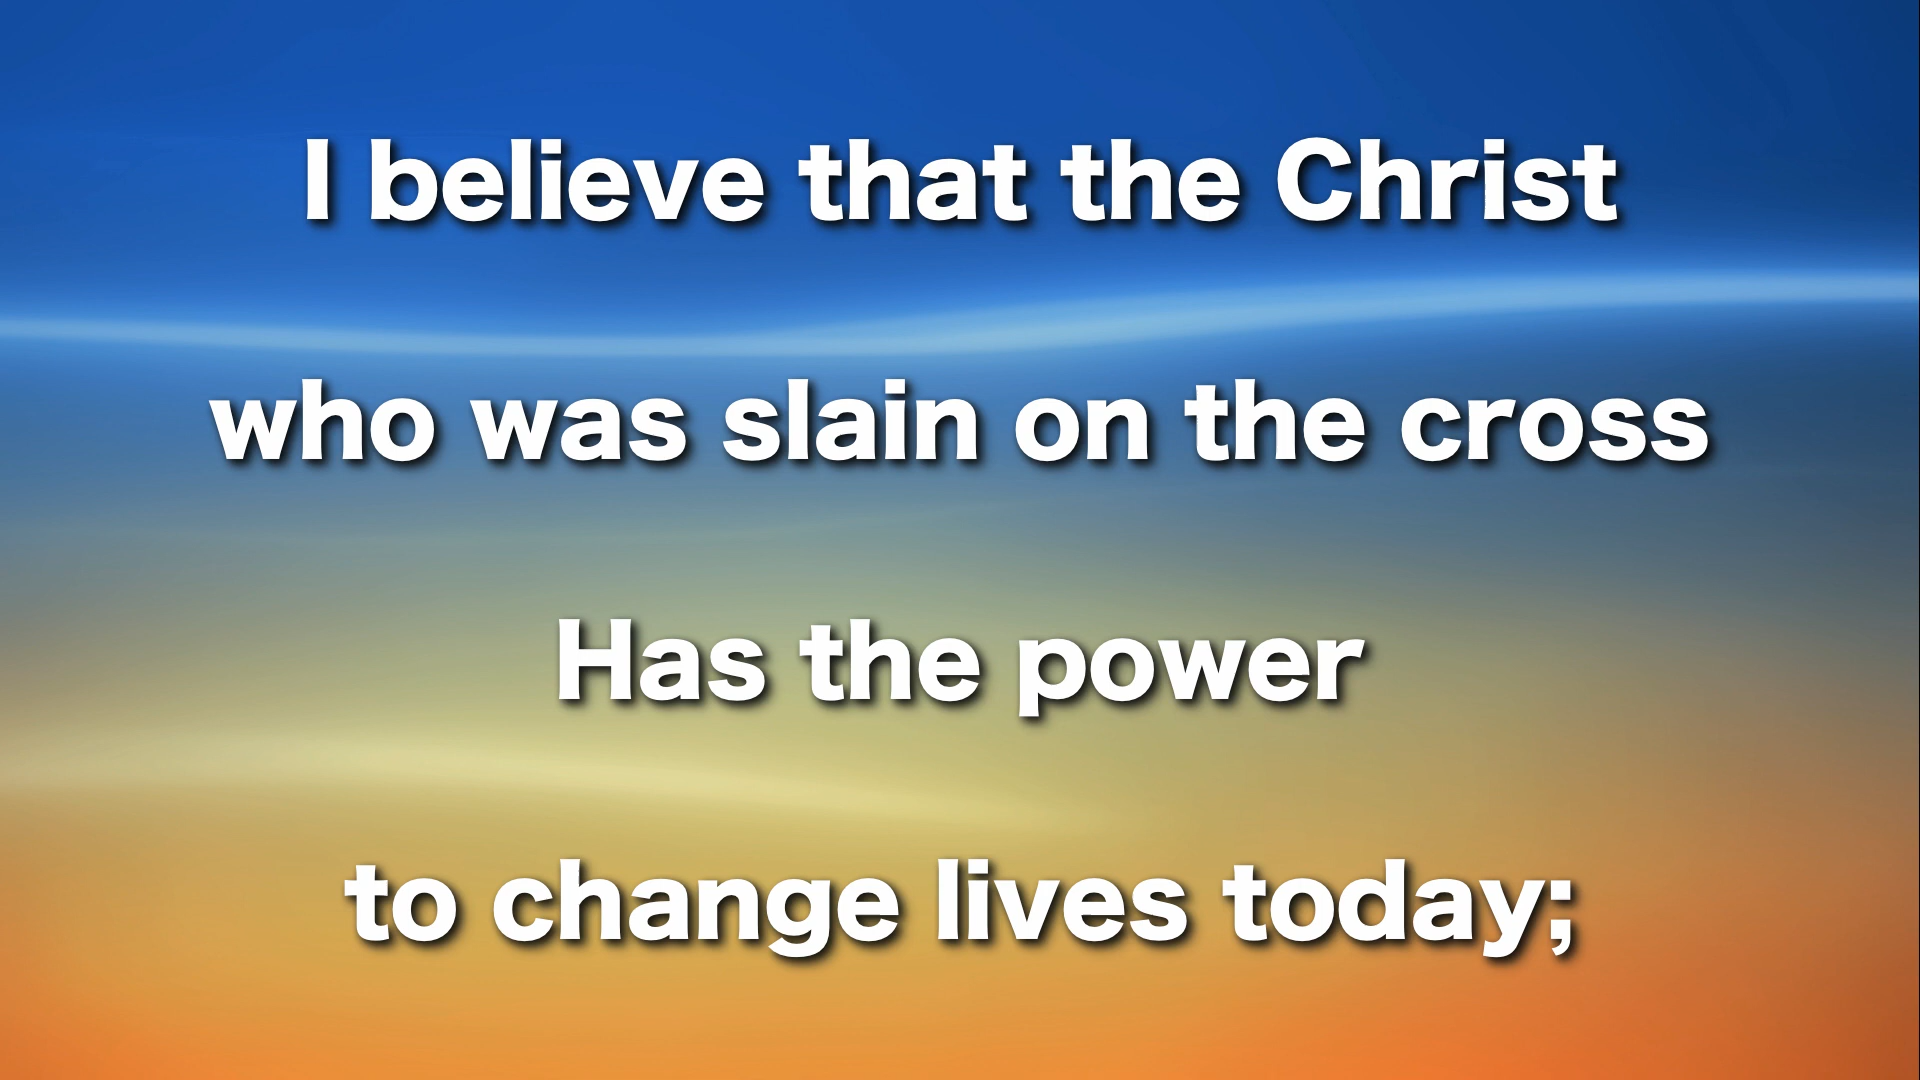 I believe that the Christ
who was slain on the cross
Has the power
to change lives today;